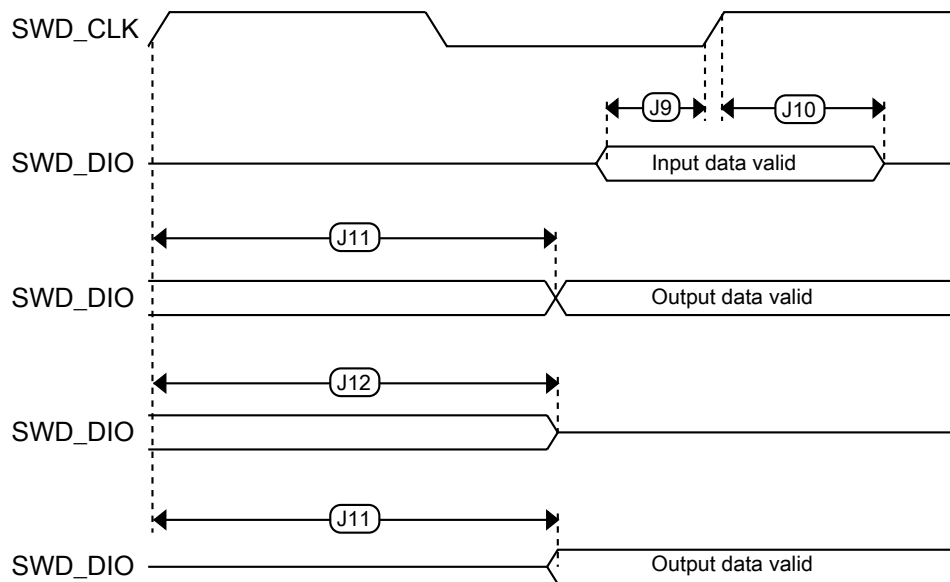 SWD_CLK
J9
J10
SWD_DIO
Input data valid
J11
SWD_DIO
Output data valid
J12
SWD_DIO
J11
SWD_DIO
Output data valid